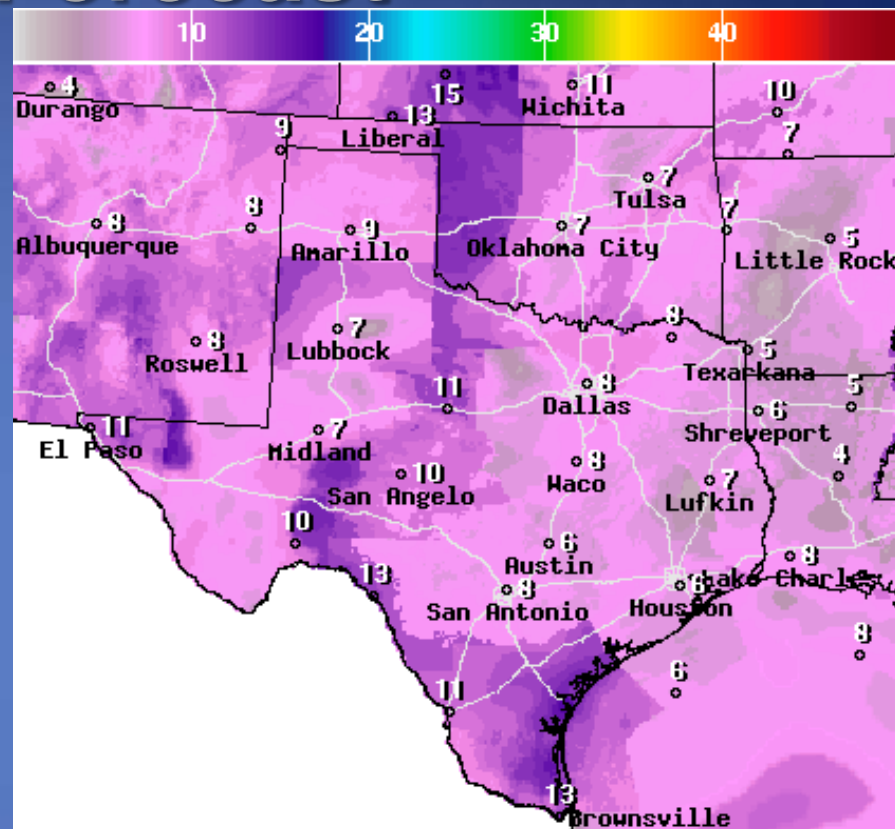 10 20 30 40
4 Durango
13 Liberal
15
11 Wichita
10
9
7
7 Tulsa
8 Albuquerque
8
9 Amarillo
7 Oklahoma City
7
5 Little Rock
8 Roswell
7 Lubbock
8
5 Texarkana
11
8 Dallas
6 Shreveport
5
11 El Paso
7 Midland
10 San Angelo
8 Waco
7 Lufkin
4
10
6 Austin
8 Lake Charles
13
8 San Antonio
6 Houston
8
11
6
13 Brownsville